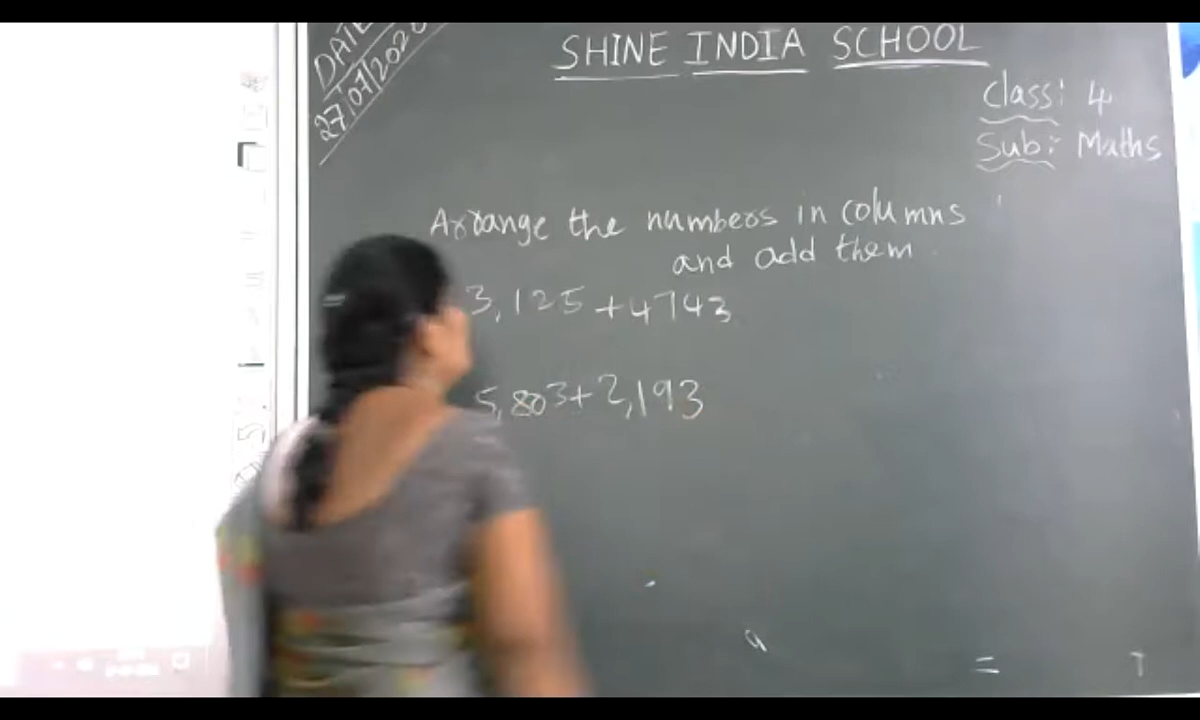 DATE
27/07/2020
SHINE INDIA SCHOOL
Class: 4
Sub:- Maths
Arrange the numbers in columns
and add them.
3,125 + 4743
5,803 + 2,193
=